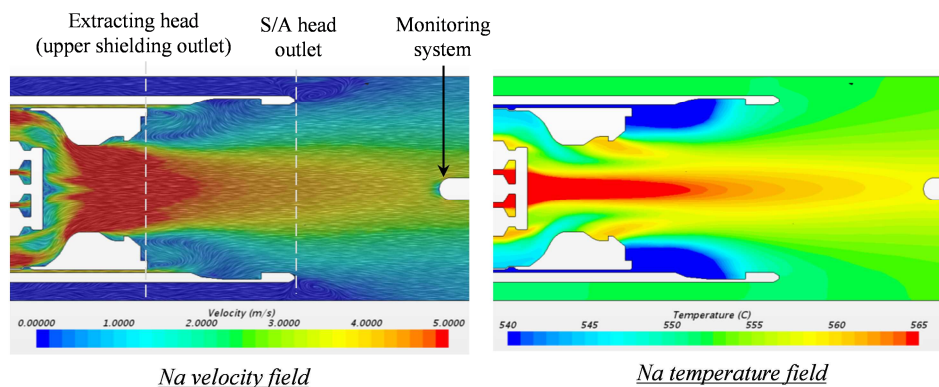 Extracting head
(upper shielding outlet)
S/A head
outlet
Monitoring
system
Velocity (m/s)
0.00000 1.0000 2.0000 3.0000 4.0000 5.0000
Temperature (C)
540 545 550 555 560 565
Na velocity field
Na temperature field